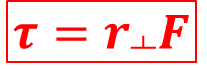 τ = r⊥F